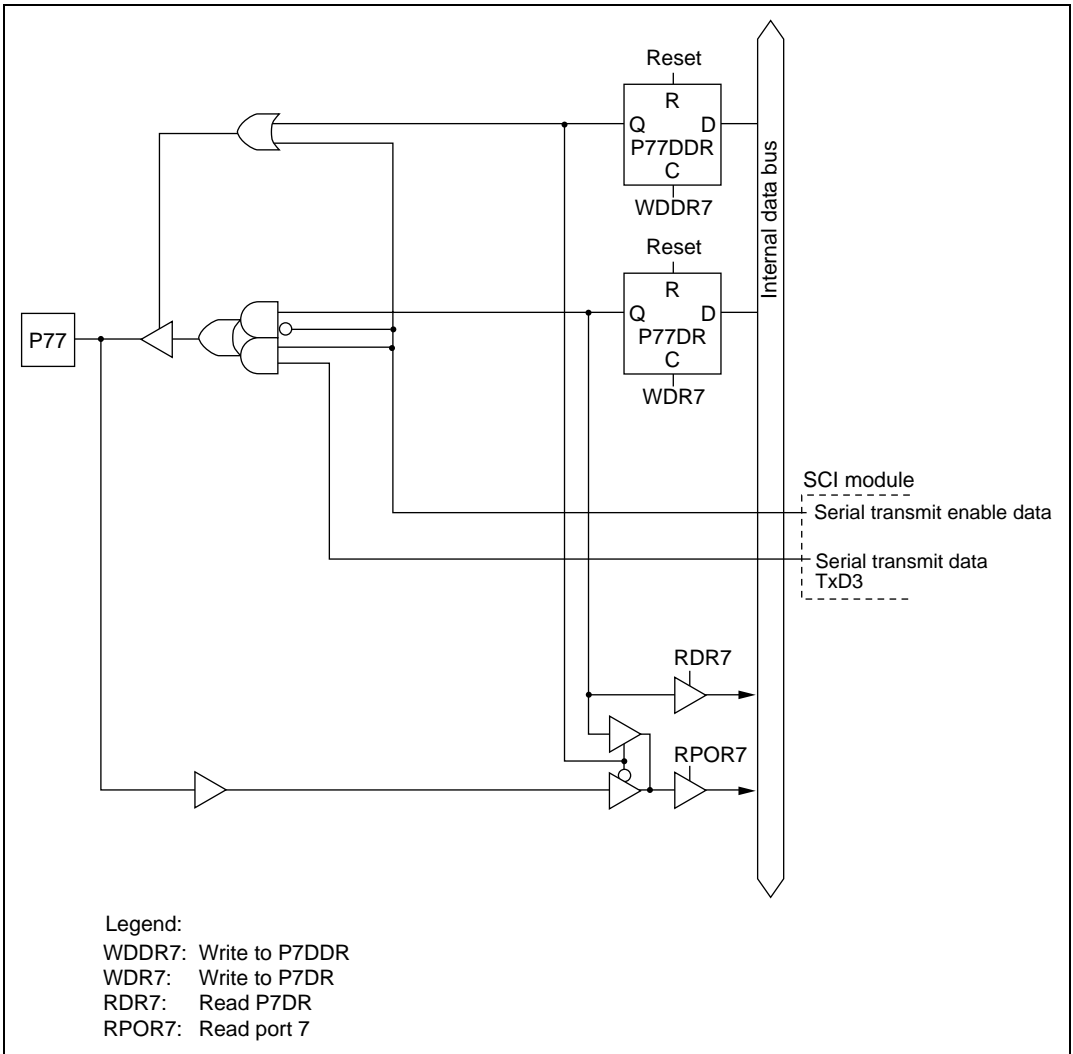 Reset
R
Q D
P77DDR
C
WDDR7
Internal data bus
Reset
R
Q D
P77DR
C
WDR7
P77
SCI module
Serial transmit enable data
Serial transmit data
TxD3
RDR7
RPOR7
Legend:
WDDR7: Write to P7DDR
WDR7: Write to P7DR
RDR7: Read P7DR
RPOR7: Read port 7